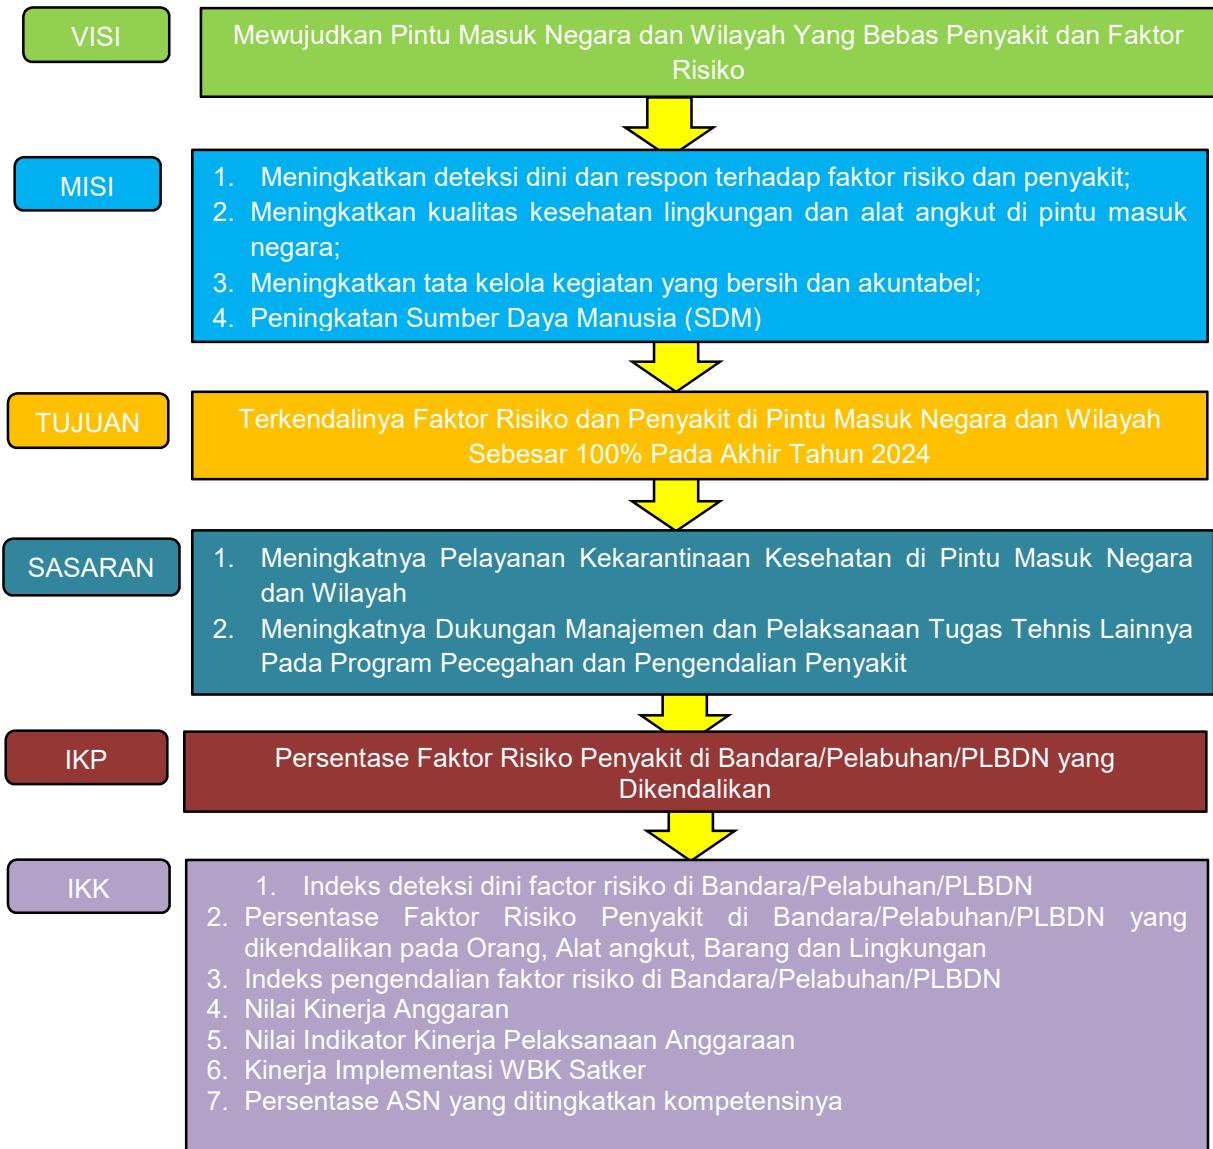 VISI
Mewujudkan Pintu Masuk Negara dan Wilayah Yang Bebas Penyakit dan Faktor
Risiko
MISI
1. Meningkatkan deteksi dini dan respon terhadap faktor risiko dan penyakit;
2. Meningkatkan kualitas kesehatan lingkungan dan alat angkut di pintu masuk
negara;
3. Meningkatkan tata kelola kegiatan yang bersih dan akuntabel;
4. Peningkatan Sumber Daya Manusia (SDM)
TUJUAN
Terkendalinya Faktor Risiko dan Penyakit di Pintu Masuk Negara dan Wilayah
Sebesar 100% Pada Akhir Tahun 2024
SASARAN
1. Meningkatnya Pelayanan Kekarantinaan Kesehatan di Pintu Masuk Negara
dan Wilayah
2. Meningkatnya Dukungan Manajemen dan Pelaksanaan Tugas Tehnis Lainnya
Pada Program Pecegahan dan Pengendalian Penyakit
IKP
Persentase Faktor Risiko Penyakit di Bandara/Pelabuhan/PLBDN yang
Dikendalikan
IKK
1. Indeks deteksi dini factor risiko di Bandara/Pelabuhan/PLBDN
2. Persentase Faktor Risiko Penyakit di Bandara/Pelabuhan/PLBDN yang
dikendalikan pada Orang, Alat angkut, Barang dan Lingkungan
3. Indeks pengendalian faktor risiko di Bandara/Pelabuhan/PLBDN
4. Nilai Kinerja Anggaran
5. Nilai Indikator Kinerja Pelaksanaan Anggaraan
6. Kinerja Implementasi WBK Satker
7. Persentase ASN yang ditingkatkan kompetensinya